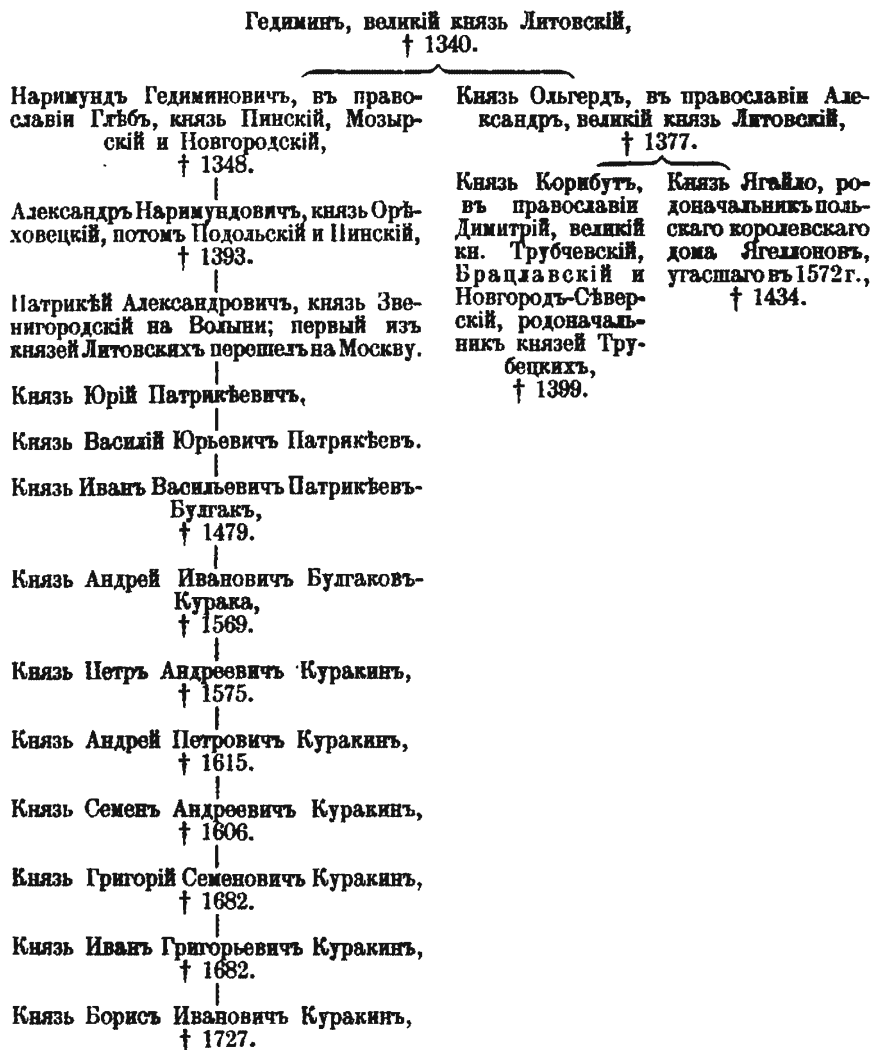 Гедиминъ, великій князь Литовскій,
† 1340.
Наримундъ Гедиминовичъ, въ право-
славіи Глѣбъ, князь Пинскій, Мозыр-
скій и Новгородскій,
† 1348.
Александръ Наримундовичъ, князь Орѣ-
ховецкій, потомъ Подольскій и Пинскій,
† 1393.
Патрикѣй Александровичъ, князь Зве-
нигородскій на Волыни; первый изъ
князей Литовскихъ перешелъ на Москву.
Князь Юрій Патрикѣевичъ,
Князь Василій Юрьевичъ Патрикѣевъ.
Князь Иванъ Васильевичъ Патрикѣевъ-
Булгакъ,
† 1479.
Князь Андрей Ивановичъ Булгаковъ-
Курака,
† 1569.
Князь Петръ Андреевичъ Куракинъ,
† 1575.
Князь Андрей Петровичъ Куракинъ,
† 1615.
Князь Семенъ Андреевичъ Куракинъ,
† 1606.
Князь Григорій Семеновичъ Куракинъ,
† 1682.
Князь Иванъ Григорьевичъ Куракинъ,
† 1682.
Князь Борисъ Ивановичъ Куракинъ,
† 1727.
Князь Ольгердъ, въ православіи Але-
ксандръ, великій князь Литовскій,
† 1377.
Князь Корибутъ,
въ православіи
Димитрій, великій
кн. Трубчевскій,
Брацлавскій и
Новгородъ-Сѣвер-
скій, родоначаль-
никъ князей Тру-
бецкихъ,
† 1399.
Князь Ягайло, ро-
доначальникъ поль-
скаго королевскаго
дома Ягеллоновъ,
угасшаго въ 1572 г.,
† 1434.